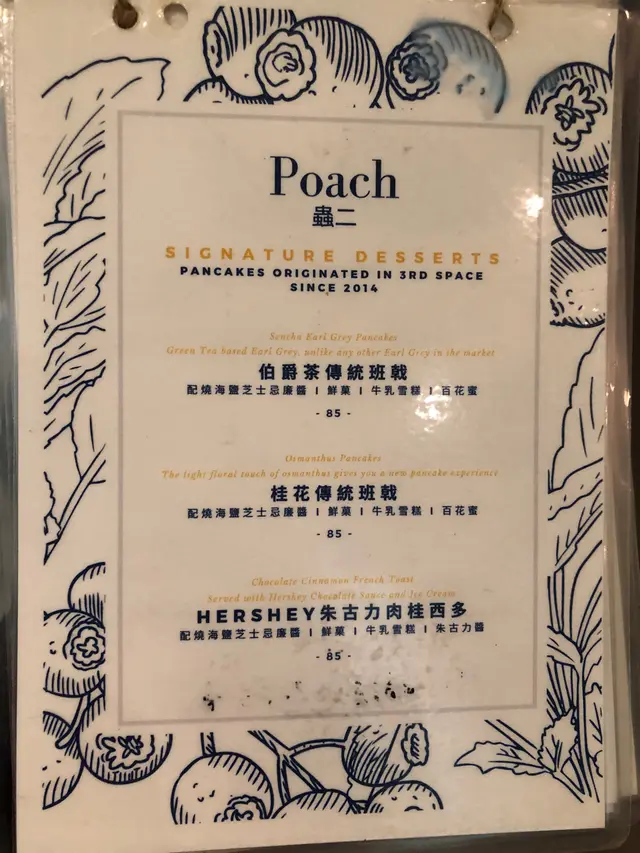 Poach
蟲二
SIGNATURE DESSERTS
PANCAKES ORIGINATED IN 3RD SPACE
SINCE 2014
Sencha Earl Grey Pancakes
Green Tea based Earl Grey, unlike any other Earl Grey in the market
伯爵茶傳統班戟
配燒海鹽芝士忌廉醬 I 鮮菓 I 牛乳雪糕 I 百花蜜
- 85 -
Osmanthus Pancakes
The light floral touch of osmanthus gives you a new pancake experience
桂花傳統班戟
配燒海鹽芝士忌廉醬 I 鮮菓 I 牛乳雪糕 I 百花蜜
- 85 -
Chocolate Cinnamon French Toast
Served with Hershey Chocolate Sauce and Ice Cream
HERSHEY朱古力肉桂西多
配燒海鹽芝士忌廉醬 I 鮮菓 I 牛乳雪糕 I 朱古力醬
- 85 -